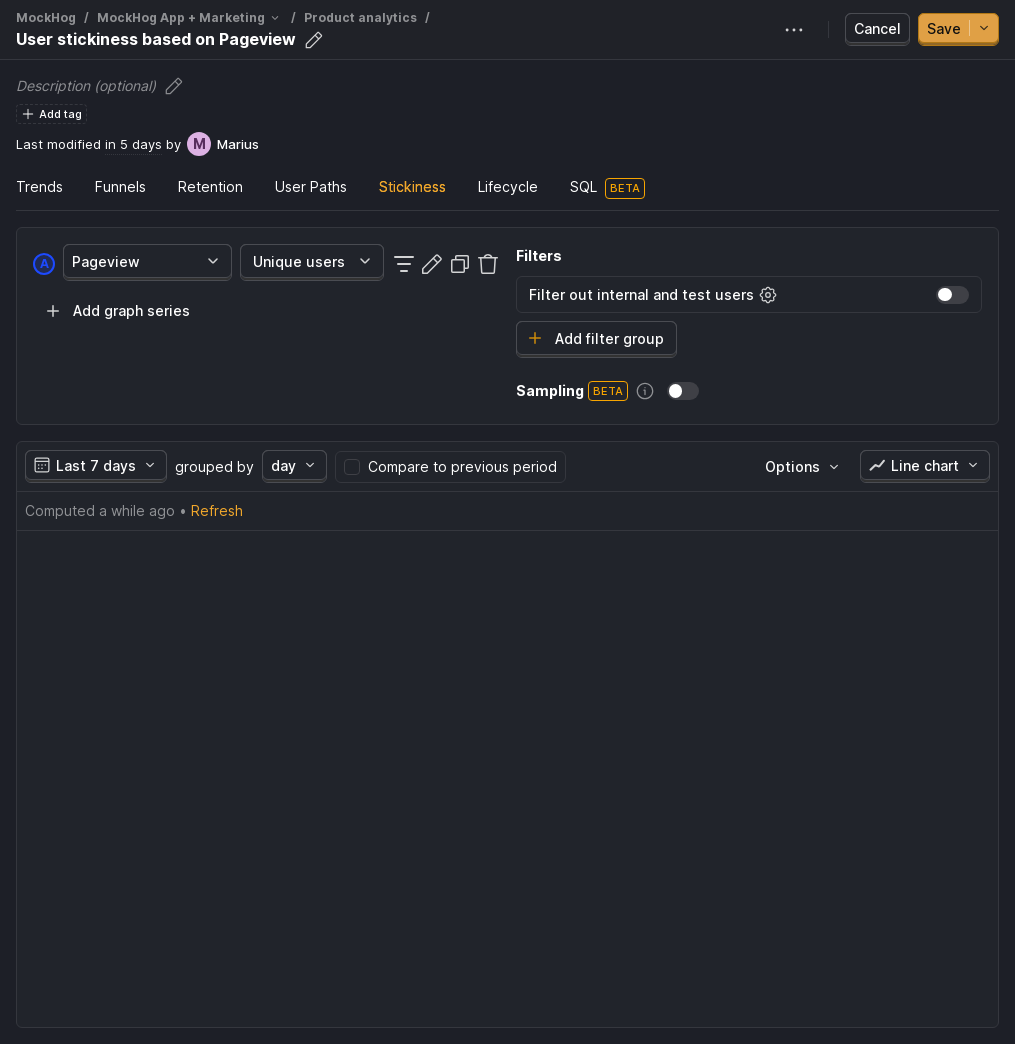 MockHog / MockHog App + Marketing / Product analytics /
User stickiness based on Pageview
Cancel
Save
Description (optional)
Add tag
Last modified in 5 days by M Marius
Trends Funnels Retention User Paths Stickiness Lifecycle SQL BETA
A Pageview Unique users
Add graph series
Filters
Filter out internal and test users
Add filter group
Sampling BETA
Last 7 days grouped by day Compare to previous period Options Line chart
Computed a while ago • Refresh